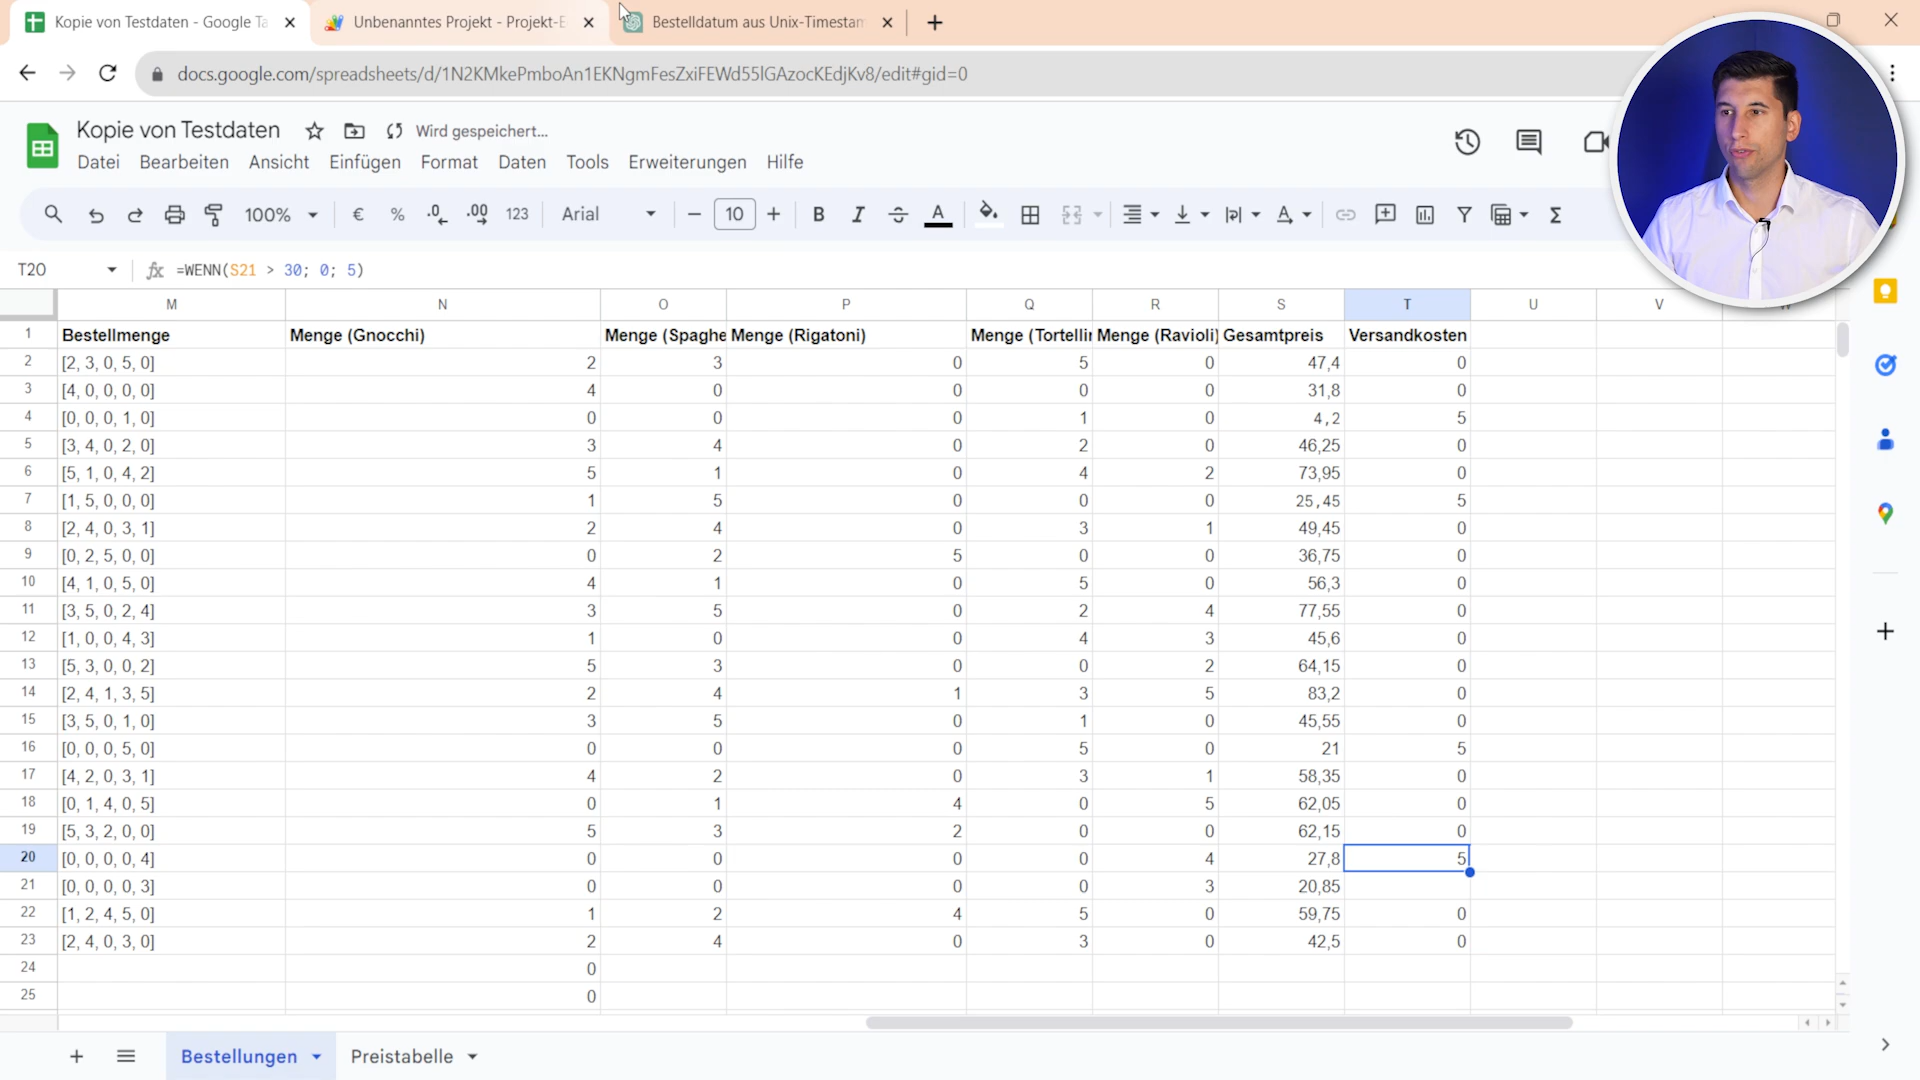 Kopie von Testdaten - Google Ta
Unbenanntes Projekt - Projekt-E
Bestelldatum aus Unix-Timestam
docs.google.com/spreadsheets/d/1N2KMkePmboAn1EKNgmFesZxiFEWd55lGAzocKEdjKv8/edit#gid=0
Kopie von Testdaten
Wird gespeichert…
Datei Bearbeiten Ansicht Einfügen Format Daten Tools Erweiterungen Hilfe
100% € % .0 .00 123 Arial 10 B I A
T20 fx =WENN(S21 > 30; 0; 5)
M N O P Q R S T U V
1 Bestellmenge Menge (Gnocchi) Menge (Spaghe Menge (Rigatoni) Menge (Tortellir Menge (Ravioli) Gesamtpreis Versandkosten
2 [2, 3, 0, 5, 0] 2 3 0 5 0 47,4 0
3 [4, 0, 0, 0, 0] 4 0 0 0 0 31,8 0
4 [0, 0, 0, 1, 0] 0 0 0 1 0 4,2 5
5 [3, 4, 0, 2, 0] 3 4 0 2 0 46,25 0
6 [5, 1, 0, 4, 2] 5 1 0 4 2 73,95 0
7 [1, 5, 0, 0, 0] 1 5 0 0 0 25,45 5
8 [2, 4, 0, 3, 1] 2 4 0 3 1 49,45 0
9 [0, 2, 5, 0, 0] 0 2 5 0 0 36,75 0
10 [4, 1, 0, 5, 0] 4 1 0 5 0 56,3 0
11 [3, 5, 0, 2, 4] 3 5 0 2 4 77,55 0
12 [1, 0, 0, 4, 3] 1 0 0 4 3 45,6 0
13 [5, 3, 0, 0, 2] 5 3 0 0 2 64,15 0
14 [2, 4, 1, 3, 5] 2 4 1 3 5 83,2 0
15 [3, 5, 0, 1, 0] 3 5 0 1 0 45,55 0
16 [0, 0, 0, 5, 0] 0 0 0 5 0 21 5
17 [4, 2, 0, 3, 1] 4 2 0 3 1 58,35 0
18 [0, 1, 4, 0, 5] 0 1 4 0 5 62,05 0
19 [5, 3, 2, 0, 0] 5 3 2 0 0 62,15 0
20 [0, 0, 0, 0, 4] 0 0 0 0 4 27,8 5
21 [0, 0, 0, 0, 3] 0 0 0 0 3 20,85
22 [1, 2, 4, 5, 0] 1 2 4 5 0 59,75 0
23 [2, 4, 0, 3, 0] 2 4 0 3 0 42,5 0
24 0
25 0
Bestellungen Preistabelle